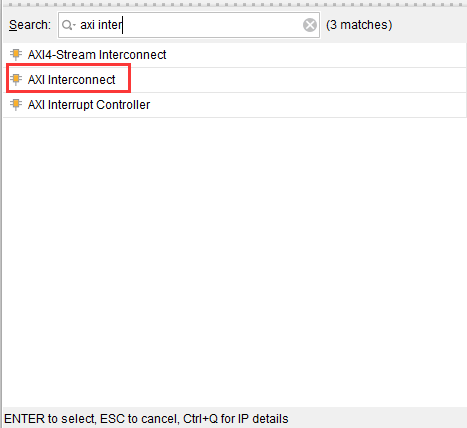 Search: axi inter (3 matches)
AXI4-Stream Interconnect
AXI Interconnect
AXI Interrupt Controller
ENTER to select, ESC to cancel, Ctrl+Q for IP details